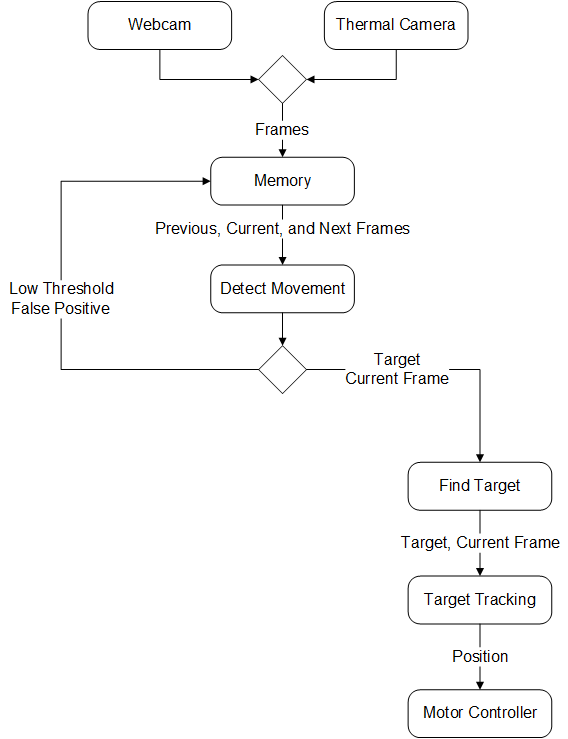 Webcam
Thermal Camera
Frames
Memory
Previous, Current, and Next Frames
Low Threshold
False Positive
Detect Movement
Target
Current Frame
Find Target
Target, Current Frame
Target Tracking
Position
Motor Controller